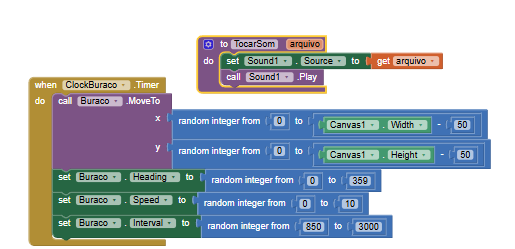 to TocarSom arquivo
do set Sound1 . Source to get arquivo
call Sound1 .Play
when ClockBuraco .Timer
do call Buraco .MoveTo
x random integer from 0 to Canvas1 . Width - 50
y random integer from 0 to Canvas1 . Height - 50
set Buraco . Heading to random integer from 0 to 359
set Buraco . Speed to random integer from 0 to 10
set Buraco . Interval to random integer from 850 to 3000